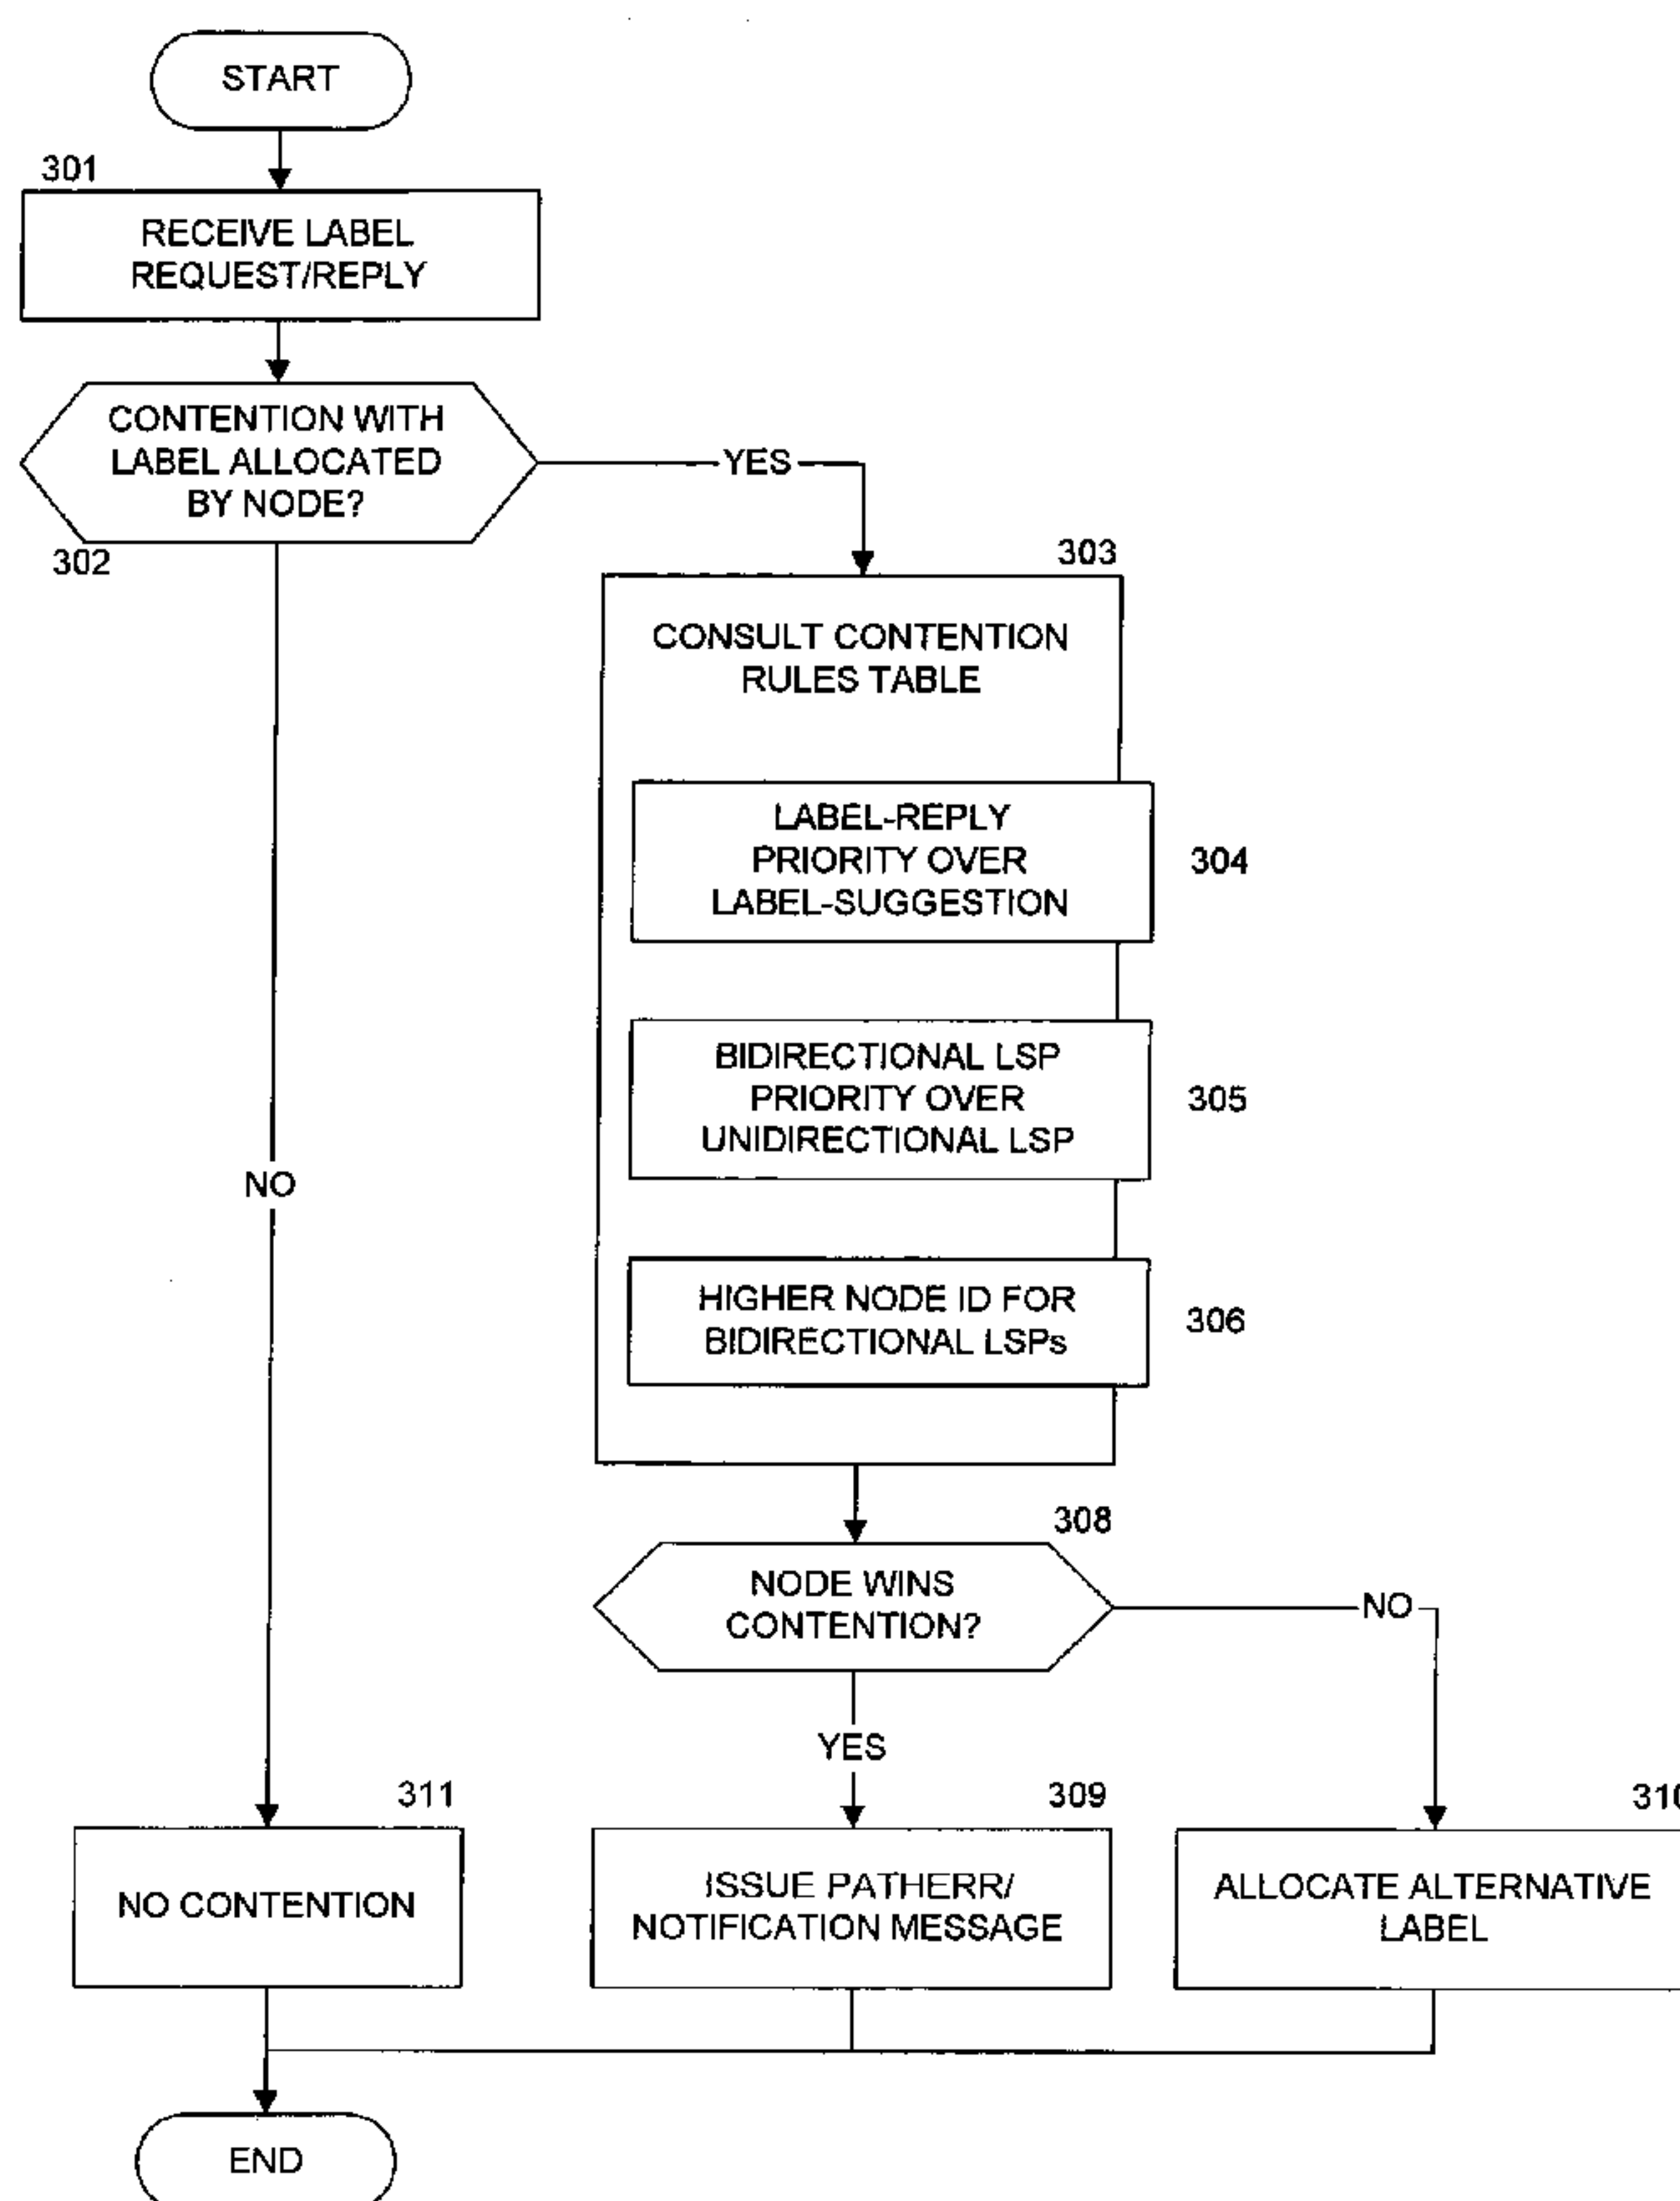 START
301
RECEIVE LABEL
REQUEST/REPLY
CONTENTION WITH
LABEL ALLOCATED
BY NODE?
302
YES
303
CONSULT CONTENTION
RULES TABLE
LABEL-REPLY
PRIORITY OVER
LABEL-SUGGESTION
304
BIDIRECTIONAL LSP
PRIORITY OVER
UNIDIRECTIONAL LSP
305
NO
HIGHER NODE ID FOR
BIDIRECTIONAL LSPs
306
308
NODE WINS
CONTENTION?
NO
YES
311
NO CONTENTION
309
ISSUE PATHERR/
NOTIFICATION MESSAGE
310
ALLOCATE ALTERNATIVE
LABEL
END